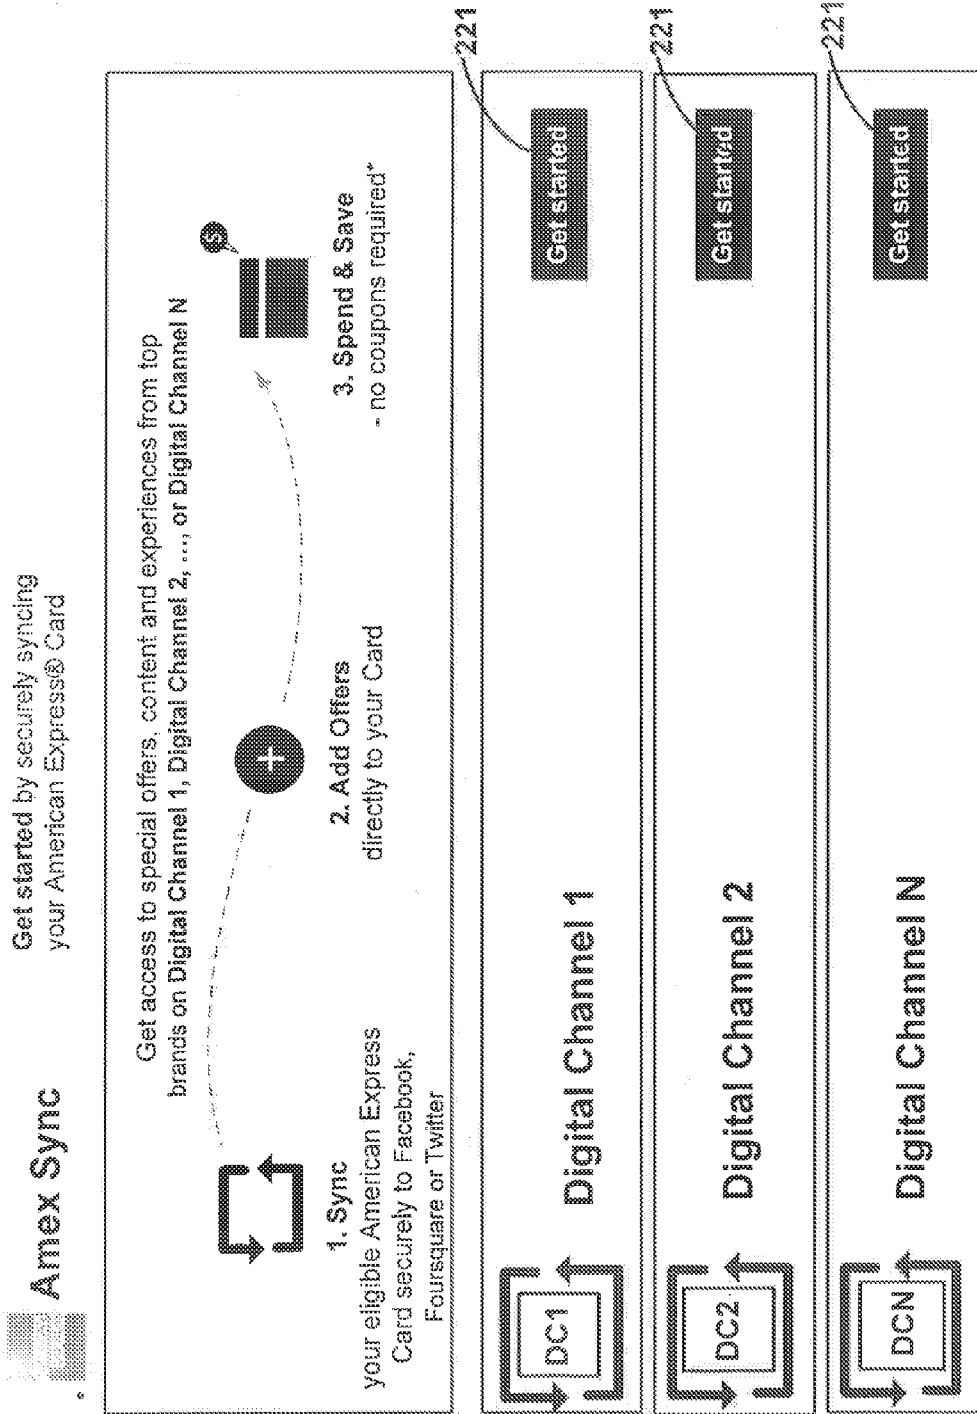 Amex Sync
Get started by securely syncing
your American Express® Card
Get access to special offers, content and experiences from top
brands on Digital Channel 1, Digital Channel 2, ..., or Digital Channel N
$
+
1. Sync
your eligible American Express
Card securely to Facebook,
Foursquare or Twitter
2. Add Offers
directly to your Card
3. Spend & Save
- no coupons required*
DC1
Digital Channel 1
Get started
221
DC2
Digital Channel 2
Get started
221
DCN
Digital Channel N
Get started
221